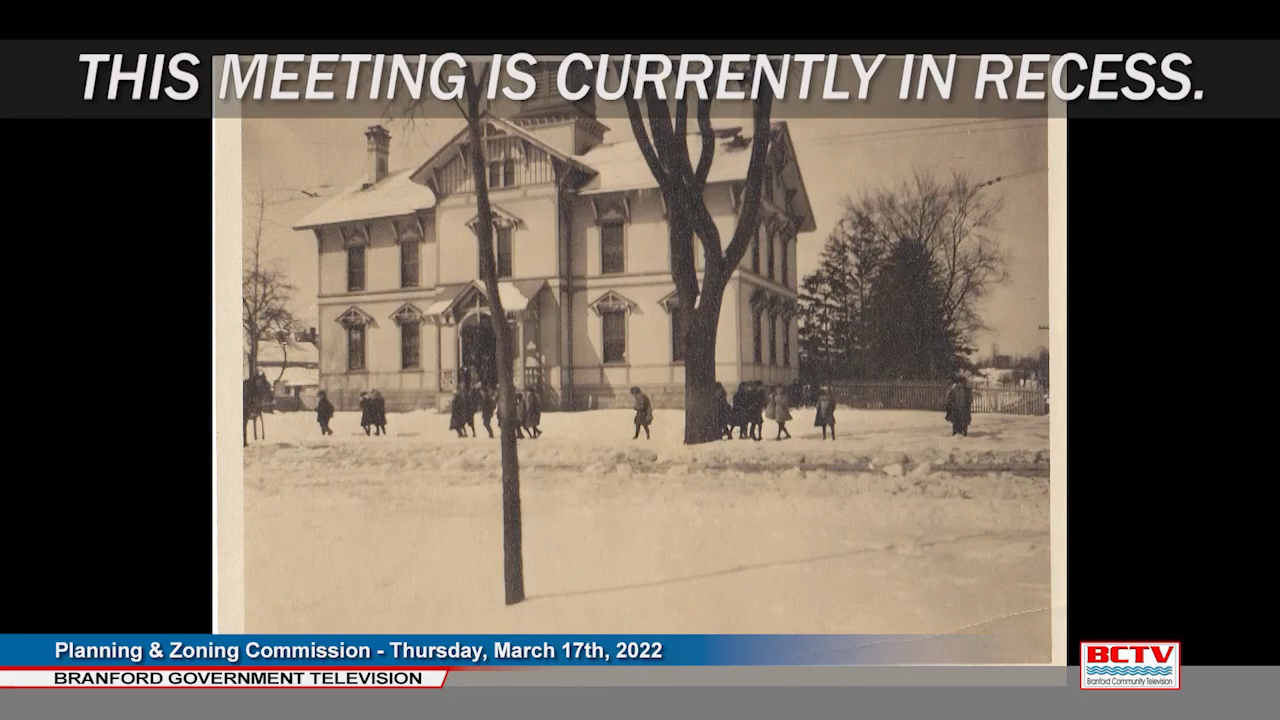 THIS MEETING IS CURRENTLY IN RECESS.
Planning & Zoning Commission - Thursday, March 17th, 2022
BRANFORD GOVERNMENT TELEVISION
BCTV
Branford Community Television